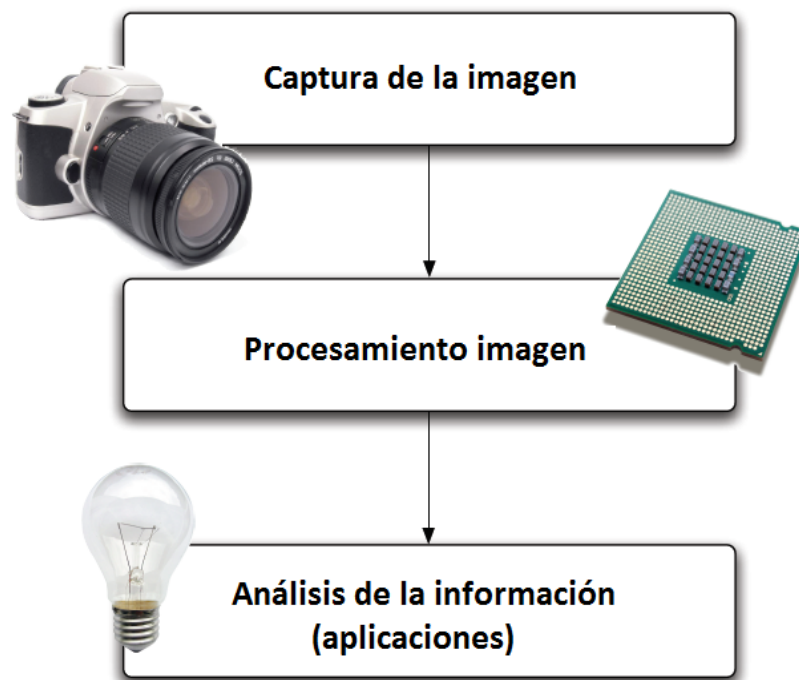 Captura de la imagen
Procesamiento imagen
Análisis de la información
(aplicaciones)